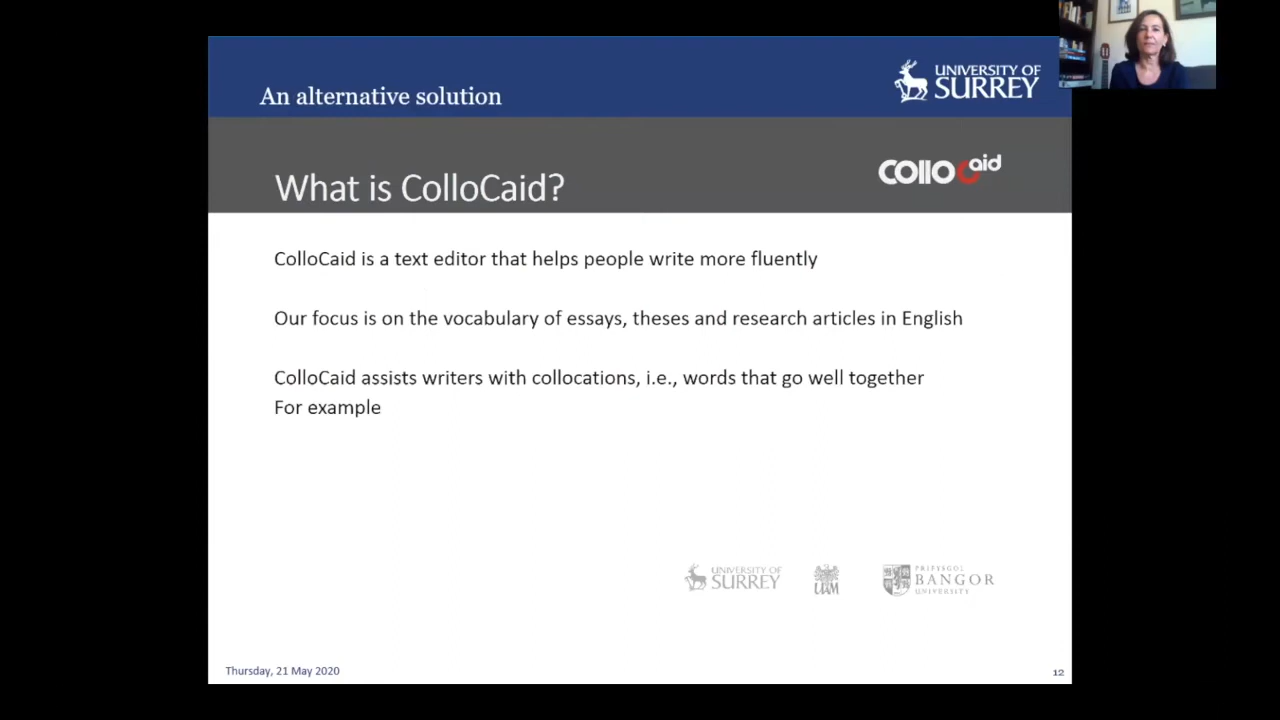 An alternative solution
UNIVERSITY OF
SURREY
What is ColloCaid?
colloCaid
ColloCaid is a text editor that helps people write more fluently
Our focus is on the vocabulary of essays, theses and research articles in English
ColloCaid assists writers with collocations, i.e., words that go well together
For example
UNIVERSITY OF
SURREY
UAM
PRIFYSGOL
BANGOR
UNIVERSITY
Thursday, 21 May 2020
12